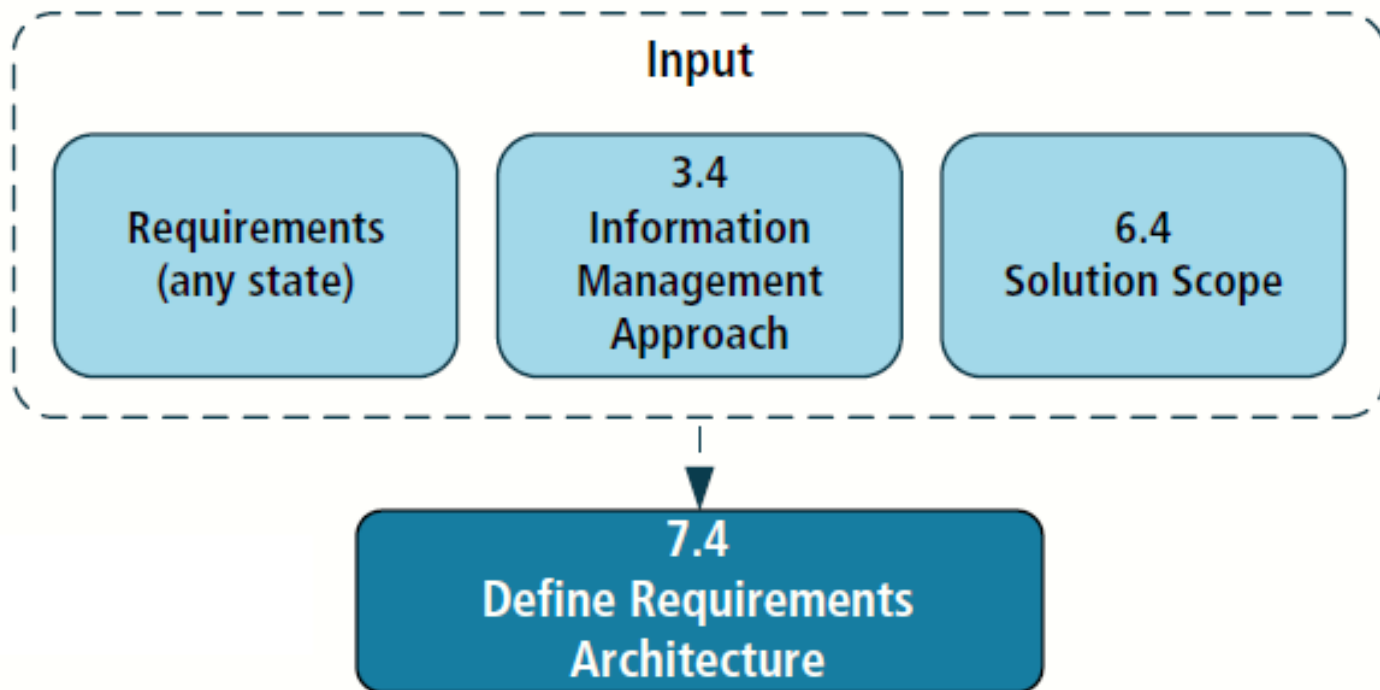 Input
Requirements
(any state)
3.4
Information
Management
Approach
6.4
Solution Scope
7.4
Define Requirements
Architecture